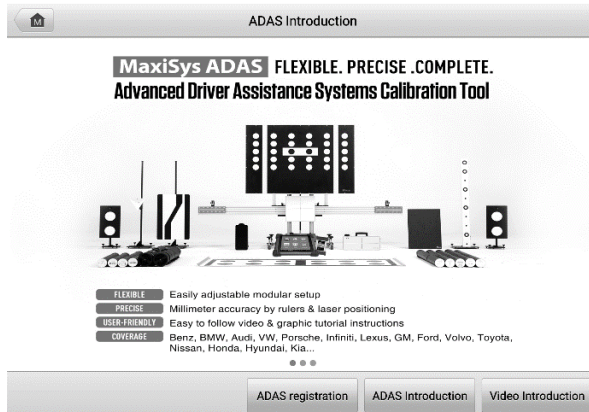 M
ADAS Introduction
MaxiSys ADAS FLEXIBLE. PRECISE .COMPLETE.
Advanced Driver Assistance Systems Calibration Tool
FLEXIBLE Easily adjustable modular setup
PRECISE Millimeter accuracy by rulers & laser positioning
USER-FRIENDLY Easy to follow video & graphic tutorial instructions
COVERAGE Benz, BMW, Audi, VW, Porsche, Infiniti, Lexus, GM, Ford, Volvo, Toyota,
Nissan, Honda, Hyundai, Kia...
ADAS registration ADAS Introduction Video Introduction